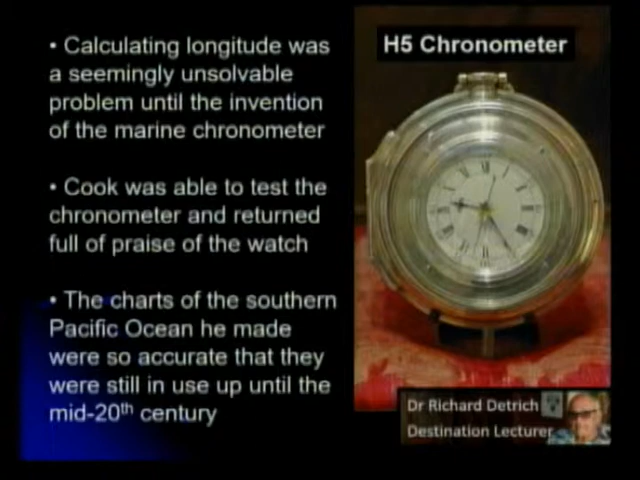 • Calculating longitude was
a seemingly unsolvable
problem until the invention
of the marine chronometer
• Cook was able to test the
chronometer and returned
full of praise of the watch
• The charts of the southern
Pacific Ocean he made
were so accurate that they
were still in use up until the
mid-20th century
H5 Chronometer
Dr Richard Detrich
Destination Lecturer